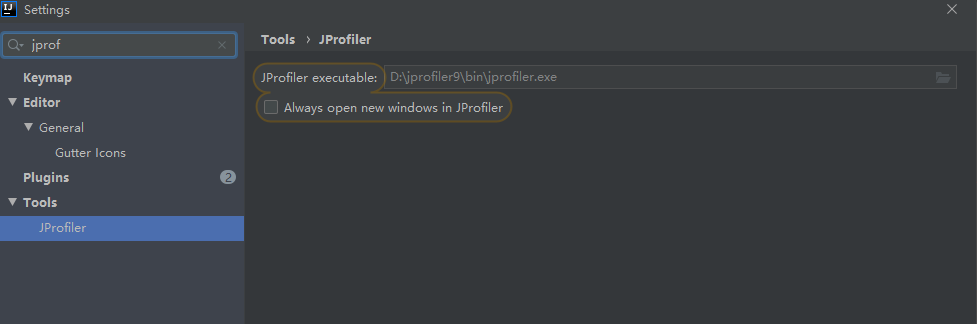 IJ
Settings
jprof
Keymap
Editor
General
Gutter Icons
Plugins
2
Tools
JProfiler
Tools › JProfiler
JProfiler executable: D:\jprofiler9\bin\jprofiler.exe
Always open new windows in JProfiler